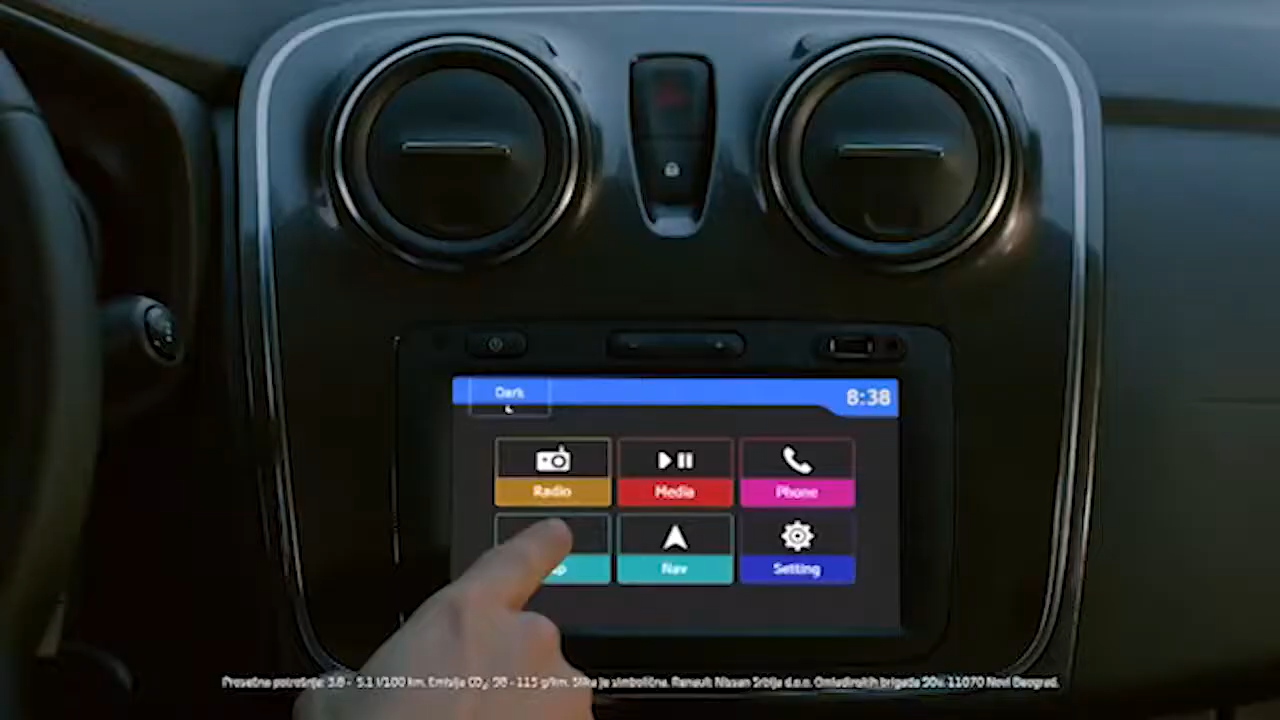 Dark
8:38
Radio
Media
Phone
Nav
Setting
Prosečna potrošnja: 3.8 - 5.1 l/100 km. Emisija CO₂: 98 - 115 g/km. Slika je simbolična. Renault Nissan Srbija d.o.o. Omladinskih brigada 90v, 11070 Novi Beograd.